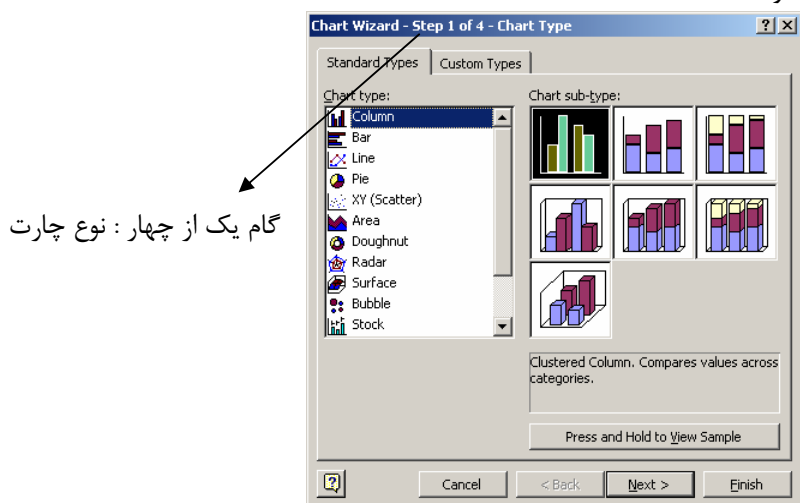 Chart Wizard - Step 1 of 4 - Chart Type
Standard Types
Custom Types
Chart type:
Column
Bar
Line
Pie
XY (Scatter)
Area
Doughnut
Radar
Surface
Bubble
Stock
Chart sub-type:
Clustered Column. Compares values across
categories.
Press and Hold to View Sample
Cancel
< Back
Next >
Finish
گام یک از چهار : نوع چارت